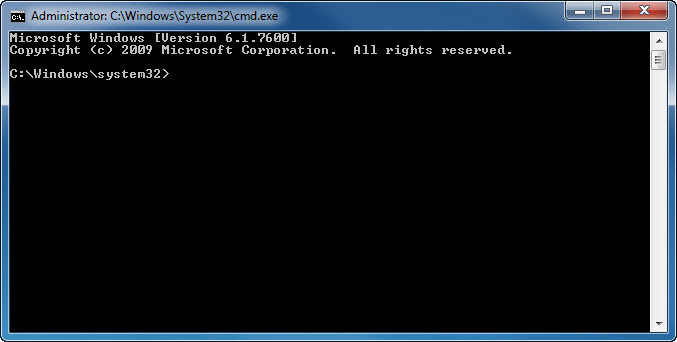 Administrator: C:\Windows\System32\cmd.exe
Microsoft Windows [Version 6.1.7600]
Copyright (c) 2009 Microsoft Corporation.  All rights reserved.
C:\Windows\system32>